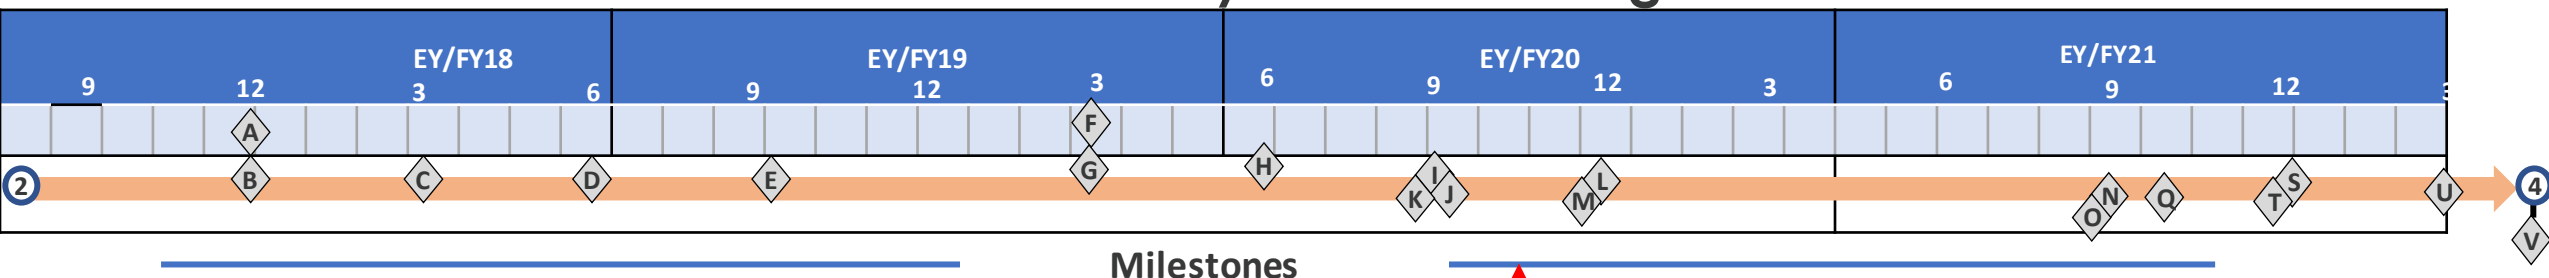 EY/FY18 EY/FY19 EY/FY20 EY/FY21
9 12 3 6 9 12 3 6 9 12 3 6 9 12
A F
2 B C D E G H K I J M L O N Q T S U 4
V
Milestones